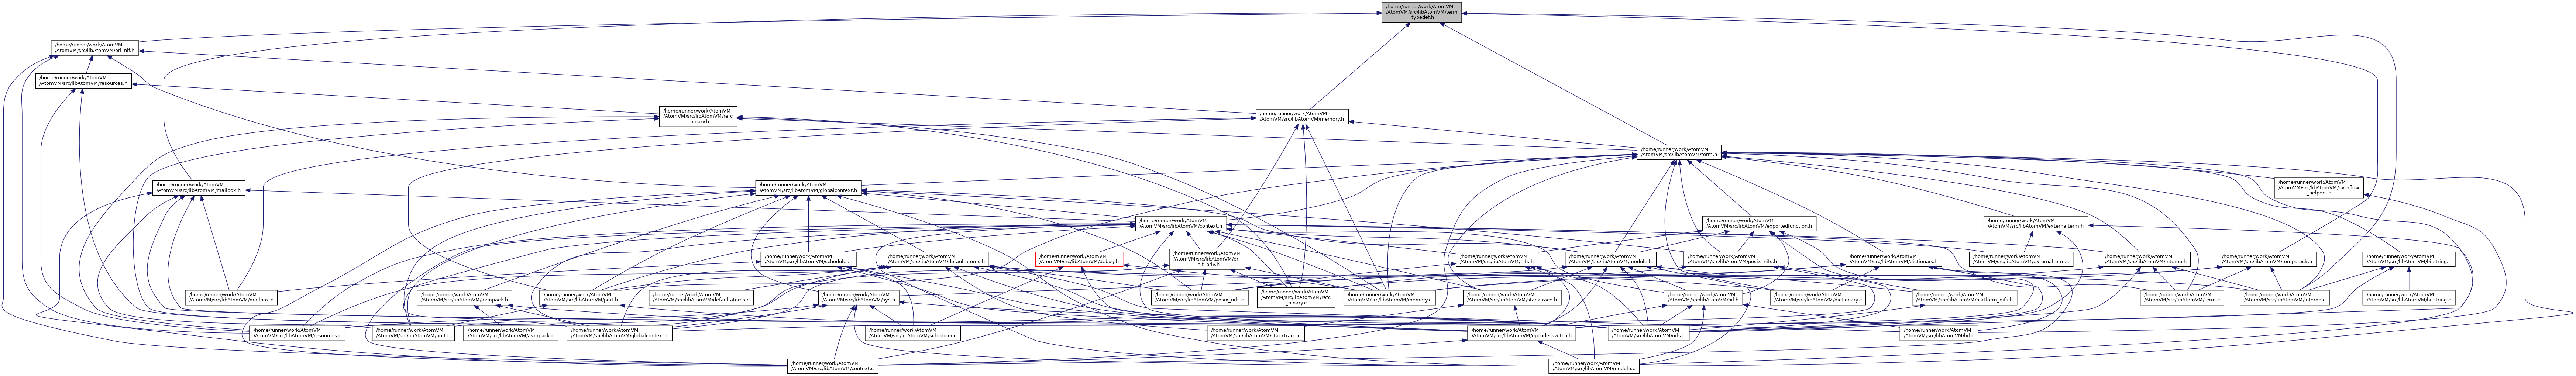 /home/runner/work/AtomVM
/AtomVM/src/libAtomVM/term
_typedef.h
/home/runner/work/AtomVM
/AtomVM/src/libAtomVM/erl_nif.h
/home/runner/work/AtomVM
/AtomVM/src/libAtomVM/resources.h
/home/runner/work/AtomVM
/AtomVM/src/libAtomVM/refc
_binary.h
/home/runner/work/AtomVM
/AtomVM/src/libAtomVM/memory.h
/home/runner/work/AtomVM
/AtomVM/src/libAtomVM/term.h
/home/runner/work/AtomVM
/AtomVM/src/libAtomVM/mailbox.h
/home/runner/work/AtomVM
/AtomVM/src/libAtomVM/globalcontext.h
/home/runner/work/AtomVM
/AtomVM/src/libAtomVM/overflow
_helpers.h
/home/runner/work/AtomVM
/AtomVM/src/libAtomVM/context.h
/home/runner/work/AtomVM
/AtomVM/src/libAtomVM/exportedfunction.h
/home/runner/work/AtomVM
/AtomVM/src/libAtomVM/externalterm.h
/home/runner/work/AtomVM
/AtomVM/src/libAtomVM/scheduler.h
/home/runner/work/AtomVM
/AtomVM/src/libAtomVM/defaultatoms.h
/home/runner/work/AtomVM
/AtomVM/src/libAtomVM/debug.h
/home/runner/work/AtomVM
/AtomVM/src/libAtomVM/erl
_nif_priv.h
/home/runner/work/AtomVM
/AtomVM/src/libAtomVM/nifs.h
/home/runner/work/AtomVM
/AtomVM/src/libAtomVM/module.h
/home/runner/work/AtomVM
/AtomVM/src/libAtomVM/posix_nifs.h
/home/runner/work/AtomVM
/AtomVM/src/libAtomVM/dictionary.h
/home/runner/work/AtomVM
/AtomVM/src/libAtomVM/externalterm.c
/home/runner/work/AtomVM
/AtomVM/src/libAtomVM/interop.h
/home/runner/work/AtomVM
/AtomVM/src/libAtomVM/tempstack.h
/home/runner/work/AtomVM
/AtomVM/src/libAtomVM/bitstring.h
/home/runner/work/AtomVM
/AtomVM/src/libAtomVM/mailbox.c
/home/runner/work/AtomVM
/AtomVM/src/libAtomVM/avmpack.h
/home/runner/work/AtomVM
/AtomVM/src/libAtomVM/port.h
/home/runner/work/AtomVM
/AtomVM/src/libAtomVM/defaultatoms.c
/home/runner/work/AtomVM
/AtomVM/src/libAtomVM/sys.h
/home/runner/work/AtomVM
/AtomVM/src/libAtomVM/posix_nifs.c
/home/runner/work/AtomVM
/AtomVM/src/libAtomVM/refc
_binary.c
/home/runner/work/AtomVM
/AtomVM/src/libAtomVM/memory.c
/home/runner/work/AtomVM
/AtomVM/src/libAtomVM/stacktrace.h
/home/runner/work/AtomVM
/AtomVM/src/libAtomVM/bif.h
/home/runner/work/AtomVM
/AtomVM/src/libAtomVM/dictionary.c
/home/runner/work/AtomVM
/AtomVM/src/libAtomVM/platform_nifs.h
/home/runner/work/AtomVM
/AtomVM/src/libAtomVM/term.c
/home/runner/work/AtomVM
/AtomVM/src/libAtomVM/interop.c
/home/runner/work/AtomVM
/AtomVM/src/libAtomVM/bitstring.c
/home/runner/work/AtomVM
/AtomVM/src/libAtomVM/resources.c
/home/runner/work/AtomVM
/AtomVM/src/libAtomVM/port.c
/home/runner/work/AtomVM
/AtomVM/src/libAtomVM/avmpack.c
/home/runner/work/AtomVM
/AtomVM/src/libAtomVM/globalcontext.c
/home/runner/work/AtomVM
/AtomVM/src/libAtomVM/scheduler.c
/home/runner/work/AtomVM
/AtomVM/src/libAtomVM/stacktrace.c
/home/runner/work/AtomVM
/AtomVM/src/libAtomVM/opcodesswitch.h
/home/runner/work/AtomVM
/AtomVM/src/libAtomVM/nifs.c
/home/runner/work/AtomVM
/AtomVM/src/libAtomVM/bif.c
/home/runner/work/AtomVM
/AtomVM/src/libAtomVM/context.c
/home/runner/work/AtomVM
/AtomVM/src/libAtomVM/module.c